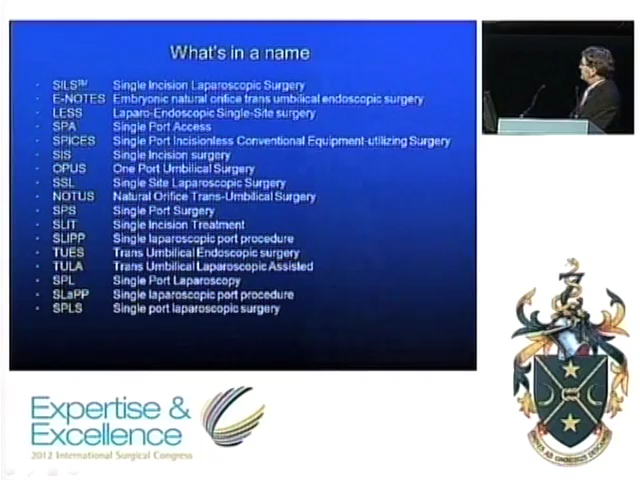 What's in a name
· SILS™ Single Incision Laparoscopic Surgery
· E-NOTES Embryonic natural orifice trans umbilical endoscopic surgery
· LESS Laparo-Endoscopic Single-Site surgery
· SPA Single Port Access
· SPICES Single Port Incisionless Conventional Equipment-utilizing Surgery
· SIS Single Incision surgery
· OPUS One Port Umbilical Surgery
· SSL Single Site Laparoscopic Surgery
· NOTUS Natural Orifice Trans-Umbilical Surgery
· SPS Single Port Surgery
· SLIT Single Incision Treatment
· SLIPP Single laparoscopic port procedure
· TUES Trans Umbilical Endoscopic surgery
· TULA Trans Umbilical Laparoscopic Assisted
· SPL Single Port Laparoscopy
· SLaPP Single laparoscopic port procedure
· SPLS Single port laparoscopic surgery
Expertise &
Excellence
2012 International Surgical Congress